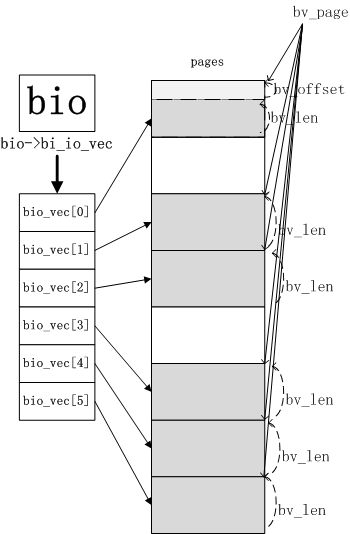 bv_page
pages
bio
bv_offset
bv_len
bio->bi_io_vec
bio_vec[0]
bio_vec[1]
bv_len
bio_vec[2]
bv_len
bio_vec[3]
bio_vec[4]
bio_vec[5]
bv_len
bv_len
bv_len